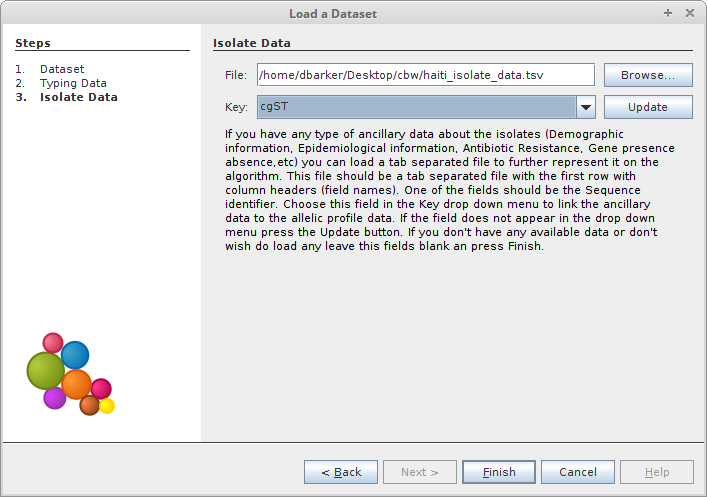 Load a Dataset
Steps
1. Dataset
2. Typing Data
3. Isolate Data
Isolate Data
File: /home/dbarker/Desktop/cbw/haiti_isolate_data.tsv Browse...
Key: cgST Update
If you have any type of ancillary data about the isolates (Demographic
information, Epidemiological information, Antibiotic Resistance, Gene presence
absence,etc) you can load a tab separated file to further represent it on the
algorithm. This file should be a tab separated file with the first row with
column headers (field names). One of the fields should be the Sequence
identifier. Choose this field in the Key drop down menu to link the ancillary
data to the allelic profile data. If the field does not appear in the drop down
menu press the Update button. If you don't have any available data or don't
wish do load any leave this fields blank an press Finish.
< Back Next > Finish Cancel Help